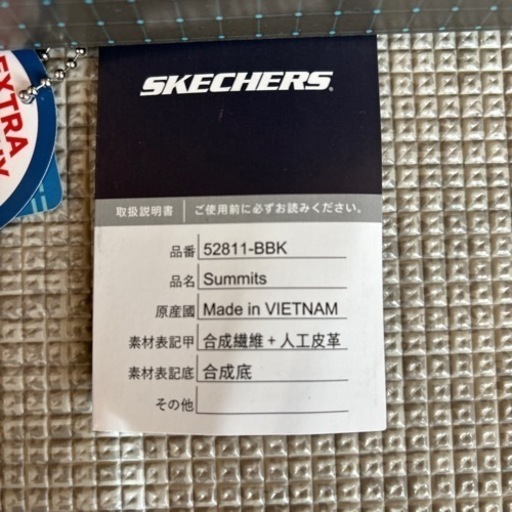 SKECHERS
EXTRA
取扱説明書 ご使用前に必ずお読みください。
品番 52811-BBK
品名 Summits
原産國 Made in VIETNAM
素材表記甲 合成繊維+人工皮革
素材表記底 合成底
その他